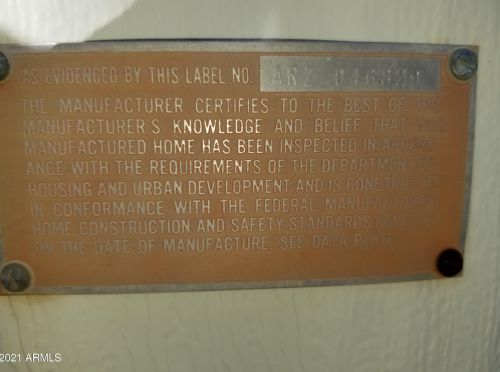 AS EVIDENCED BY THIS LABEL NO. ARZ
THE MANUFACTURER CERTIFIES TO THE BEST OF THE
MANUFACTURER'S KNOWLEDGE AND BELIEF THAT THIS
MANUFACTURED HOME HAS BEEN INSPECTED IN ACCORD-
ANCE WITH THE REQUIREMENTS OF THE DEPARTMENT OF
HOUSING AND URBAN DEVELOPMENT AND IS CONSTRUCTED
IN CONFORMANCE WITH THE FEDERAL MANUFACTURED
HOME CONSTRUCTION AND SAFETY STANDARDS IN EFFECT
ON THE DATE OF MANUFACTURE. SEE DATA PLATE.
2021 ARMLS